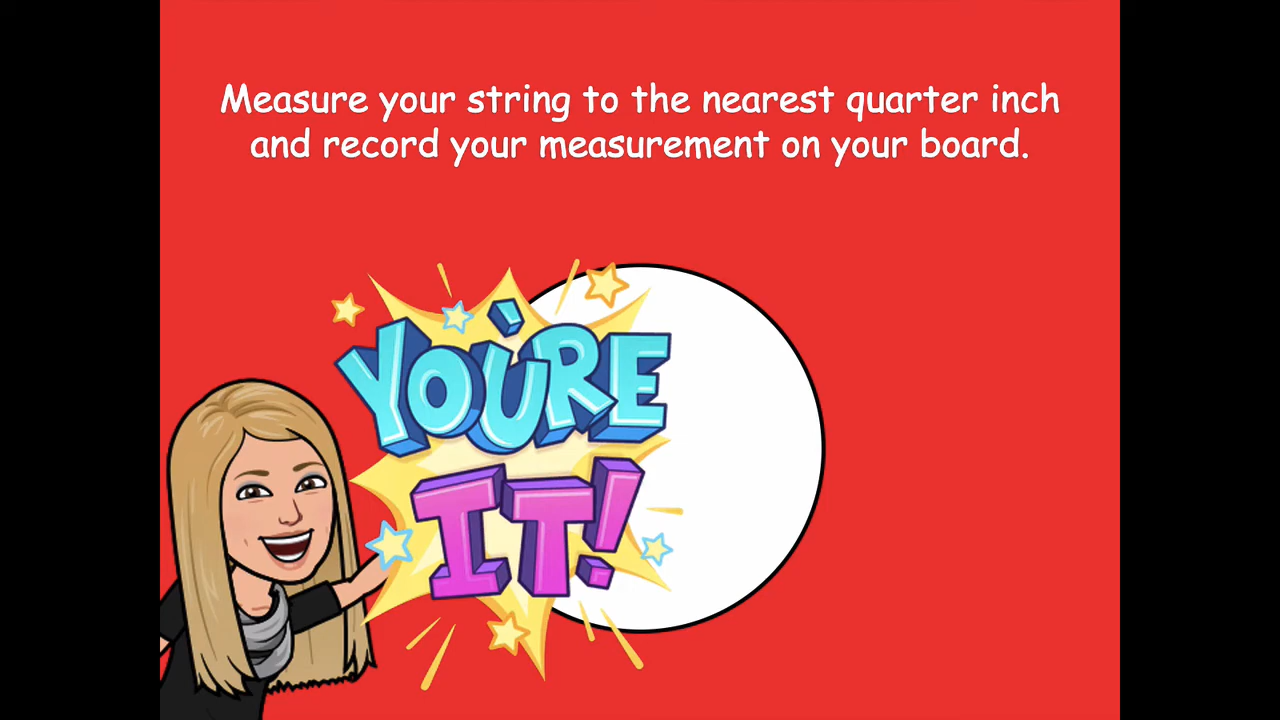 Measure your string to the nearest quarter inch
and record your measurement on your board.
YOU'RE
IT!